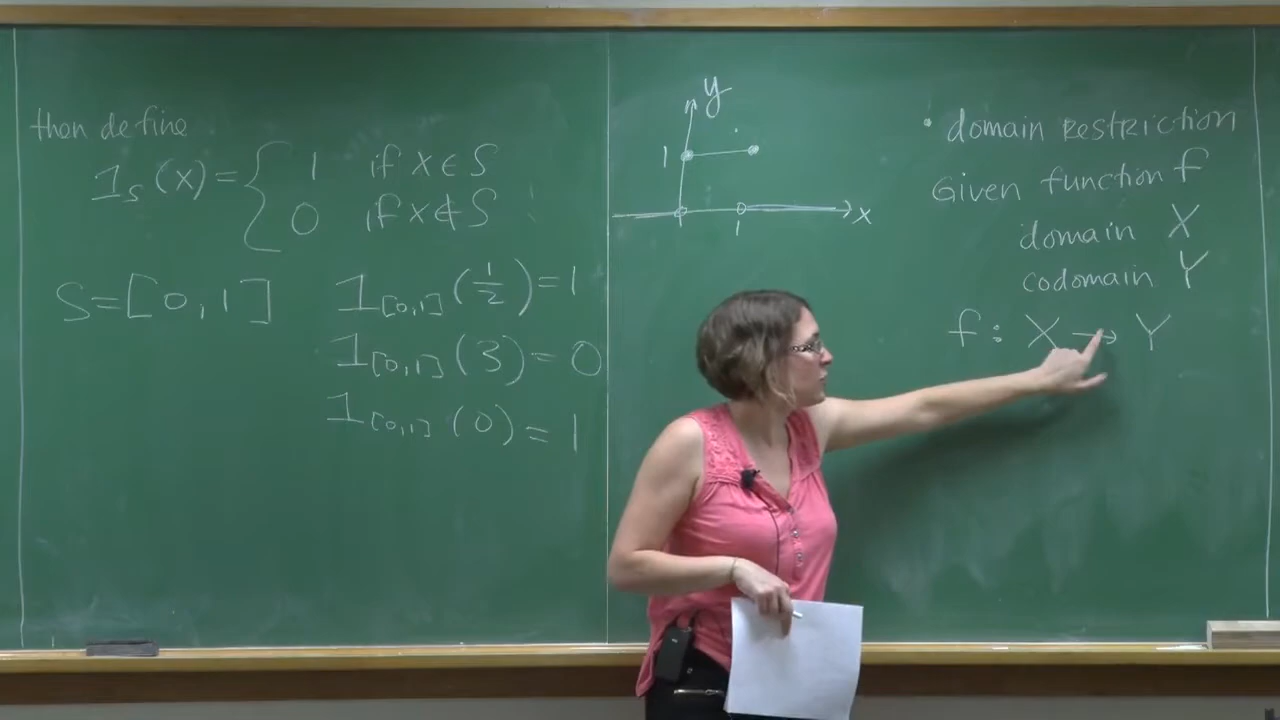 then define
1_S(x) = { 1 if x ∈ S
0 if x ∉ S
S = [0,1]
1_[0,1](1/2) = 1
1_[0,1](3) = 0
1_[0,1](0) = 1
y
1
1
x
• domain restriction
Given function f
domain X
codomain Y
f : X → Y